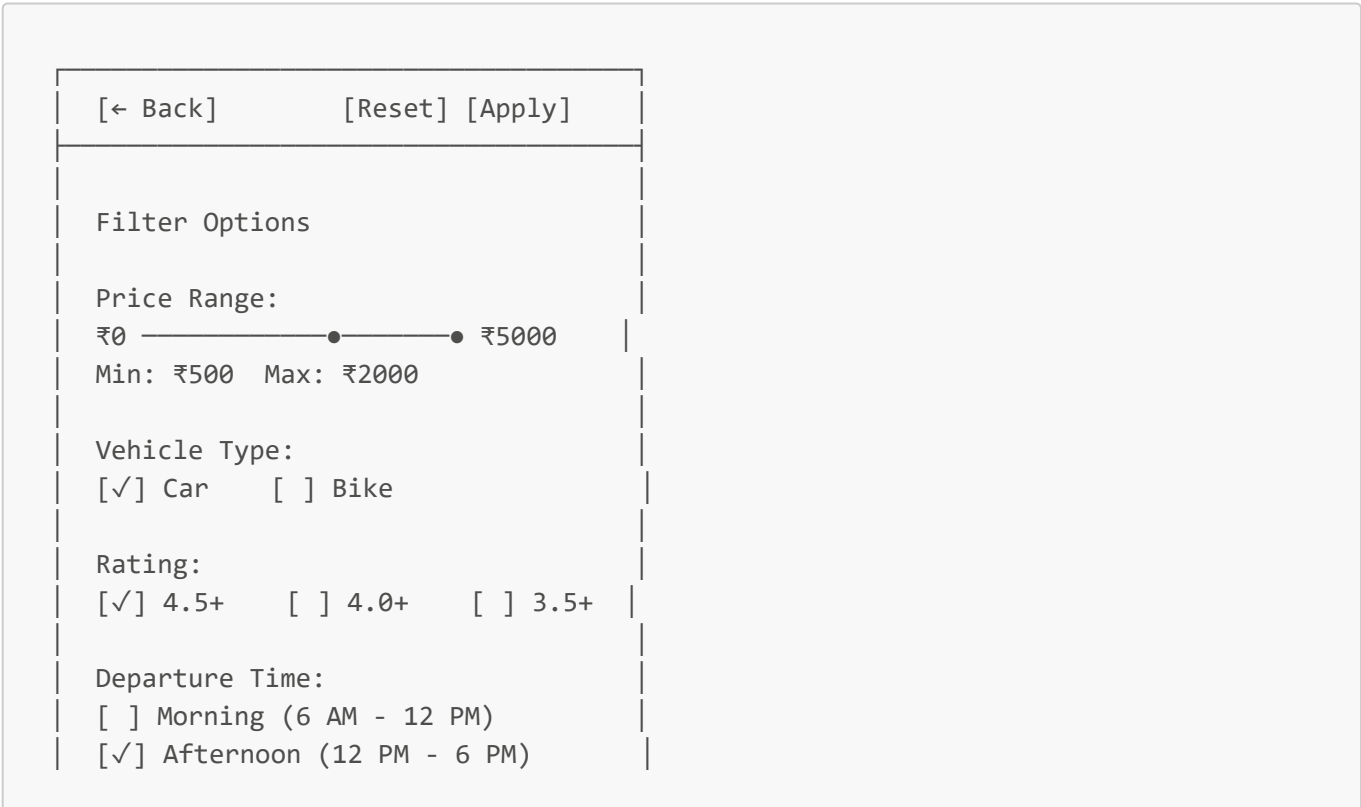 [← Back] [Reset] [Apply]
Filter Options
Price Range:
₹0 ────────────●───────● ₹5000
Min: ₹500 Max: ₹2000
Vehicle Type:
[✓] Car [ ] Bike
Rating:
[✓] 4.5+ [ ] 4.0+ [ ] 3.5+
Departure Time:
[ ] Morning (6 AM - 12 PM)
[✓] Afternoon (12 PM - 6 PM)